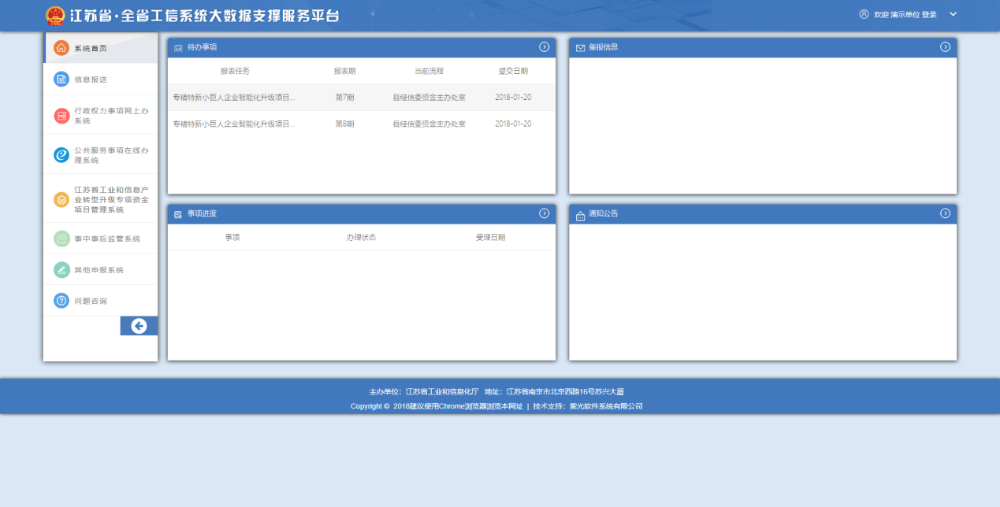 江苏省·全省工信系统大数据支撑服务平台
欢迎 演示单位 登录
系统首页
信息报送
行政权力事项网上办
系统
公共服务事项在线办
理系统
江苏省工业和信息产
业转型升级专项资金
项目管理系统
事中事后监管系统
其他申报系统
问题咨询
待办事项
报表任务 报表期 当前流程 提交日期
专精特新小巨人企业智能化升级项目... 第7期 县经信委资金主办处室 2018-01-20
专精特新小巨人企业智能化升级项目... 第8期 县经信委资金主办处室 2018-01-20
催报信息
事项进度
事项 办理状态 受理日期
通知公告
主办单位：江苏省工业和信息化厅 地址：江苏省南京市北京西路16号苏兴大厦
Copyright © 2018建议使用Chrome浏览器浏览本网址 | 技术支持：紫光软件系统有限公司